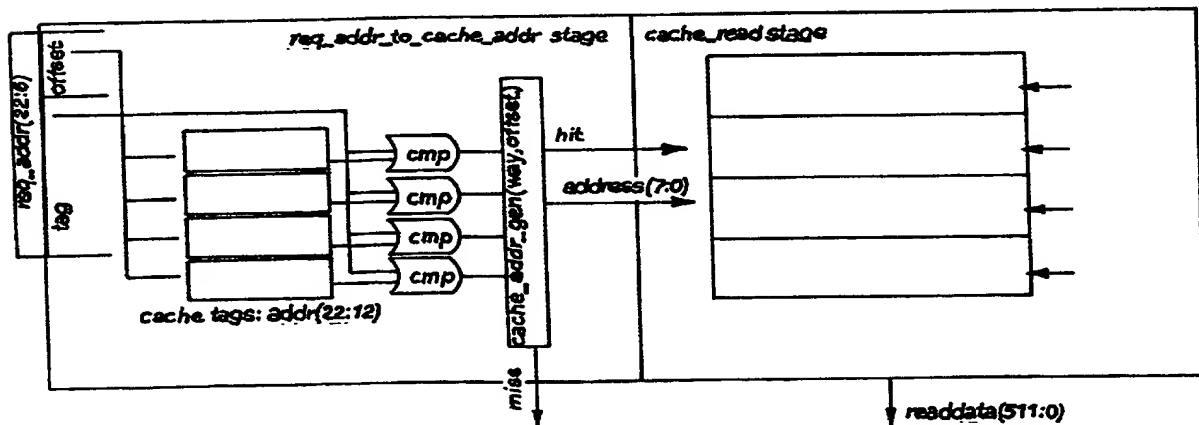 req_addr_to_cache_addr stage
cache_read stage
req_addr(22:6)
offset
tag
cmp
cmp
cmp
cmp
cache_addr_gen(way,offset)
hit
address(7:0)
cache tags: addr(22:12)
miss
readdata(511:0)